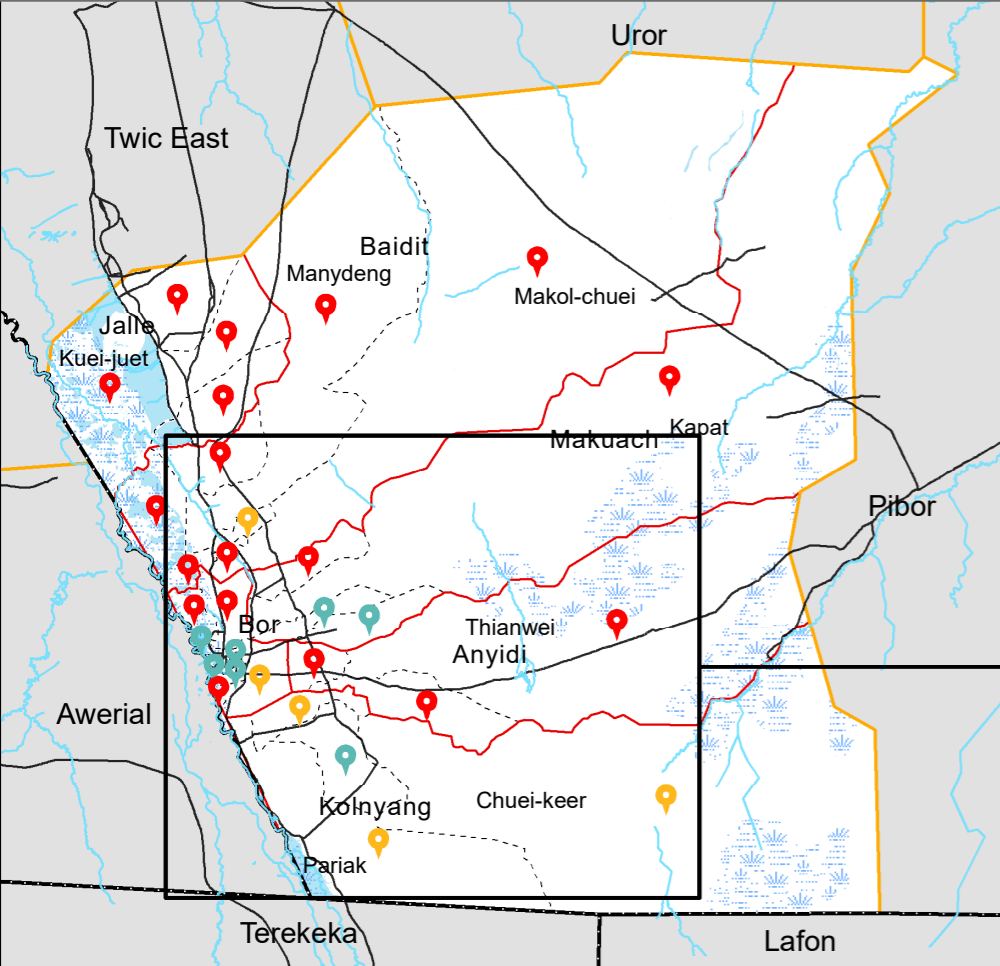 Uror
Twic East
Baidit
Manydeng
Makol-chuei
Jalle
Kuei-juet
Kapat
Makuach
Pibor
Bor
Thianwei
Anyidi
Awerial
Chuei-keer
Kolnyang
Pariak
Terekeka
Lafon